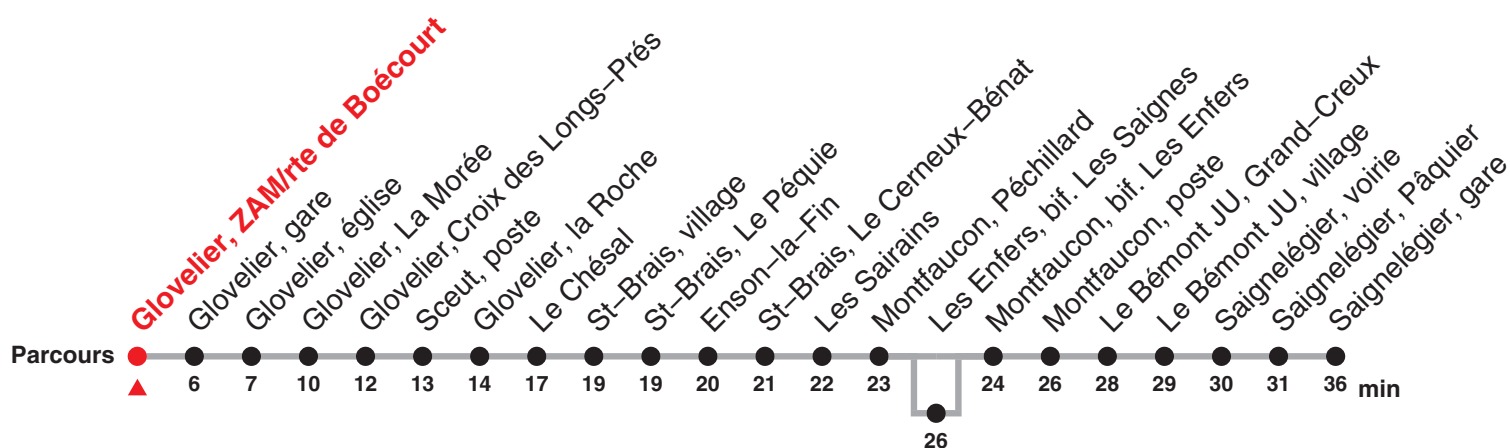 Glovelier, ZAM/rte de Boécourt
Glovelier, gare
Glovelier, église
Glovelier, La Morée
Glovelier, Croix des Longs–Prés
Sceut, poste
Glovelier, la Roche
Le Chésal
St–Brais, village
St–Brais, Le Péquie
Enson–la–Fin
St–Brais, Le Cerneux–Bénat
Les Sairains
Montfaucon, Péchillard
Les Enfers, bif. Les Saignes
Montfaucon, bif. Les Enfers
Montfaucon, poste
Le Bémont JU, Grand–Creux
Le Bémont JU, village
Saignelégier, voirie
Saignelégier, Pâquier
Saignelégier, gare
Parcours
6 7 10 12 13 14 17 19 19 20 21 22 23 24 26 28 29 30 31 36 min
26